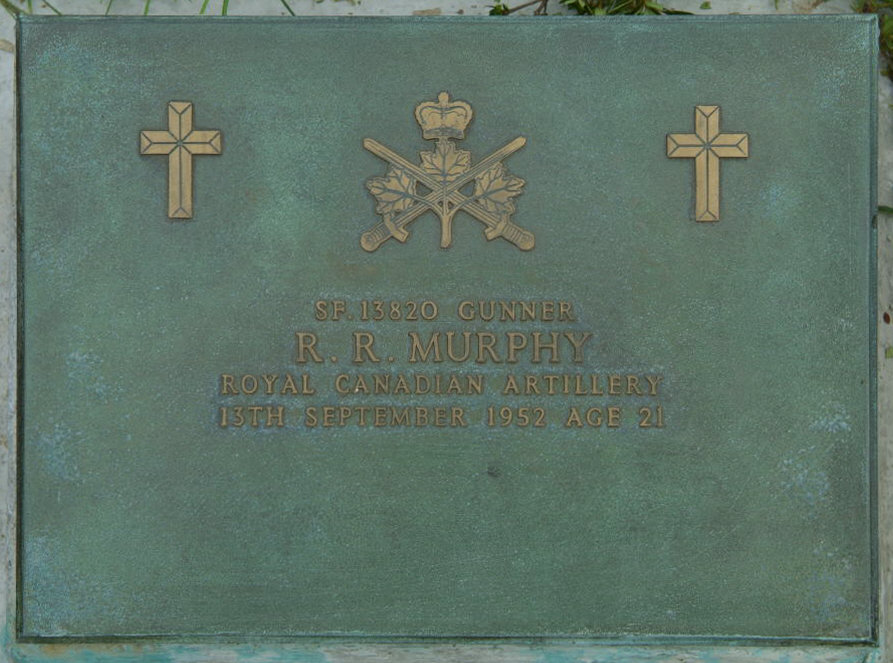 SF.13820 GUNNER
R. R. MURPHY
ROYAL CANADIAN ARTILLERY
13TH SEPTEMBER 1952 AGE 21